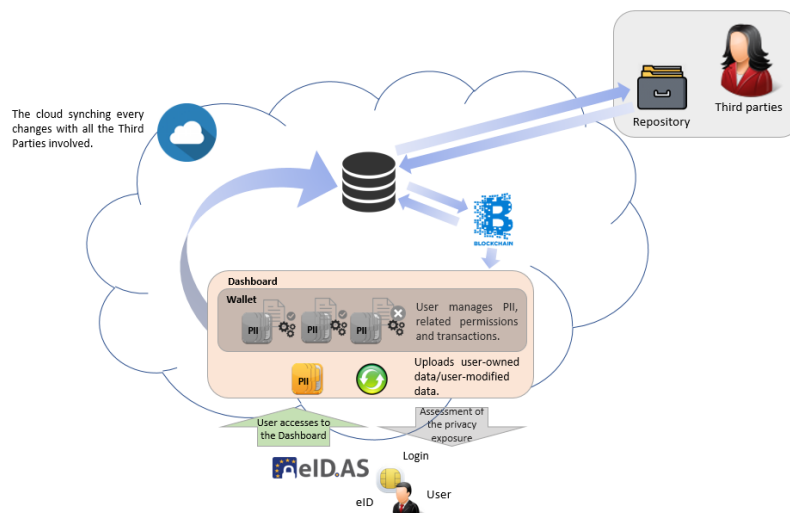 The cloud synching every
changes with all the Third
Parties involved.
Repository
Third parties
BLOCKCHAIN
Dashboard
Wallet
PII
PII
PII
User manages PII,
related permissions
and transactions.
PII
Uploads user-owned
data/user-modified
data.
User accesses to
the Dashboard
Assessment of
the privacy
exposure
eID.AS
Login
eID
User